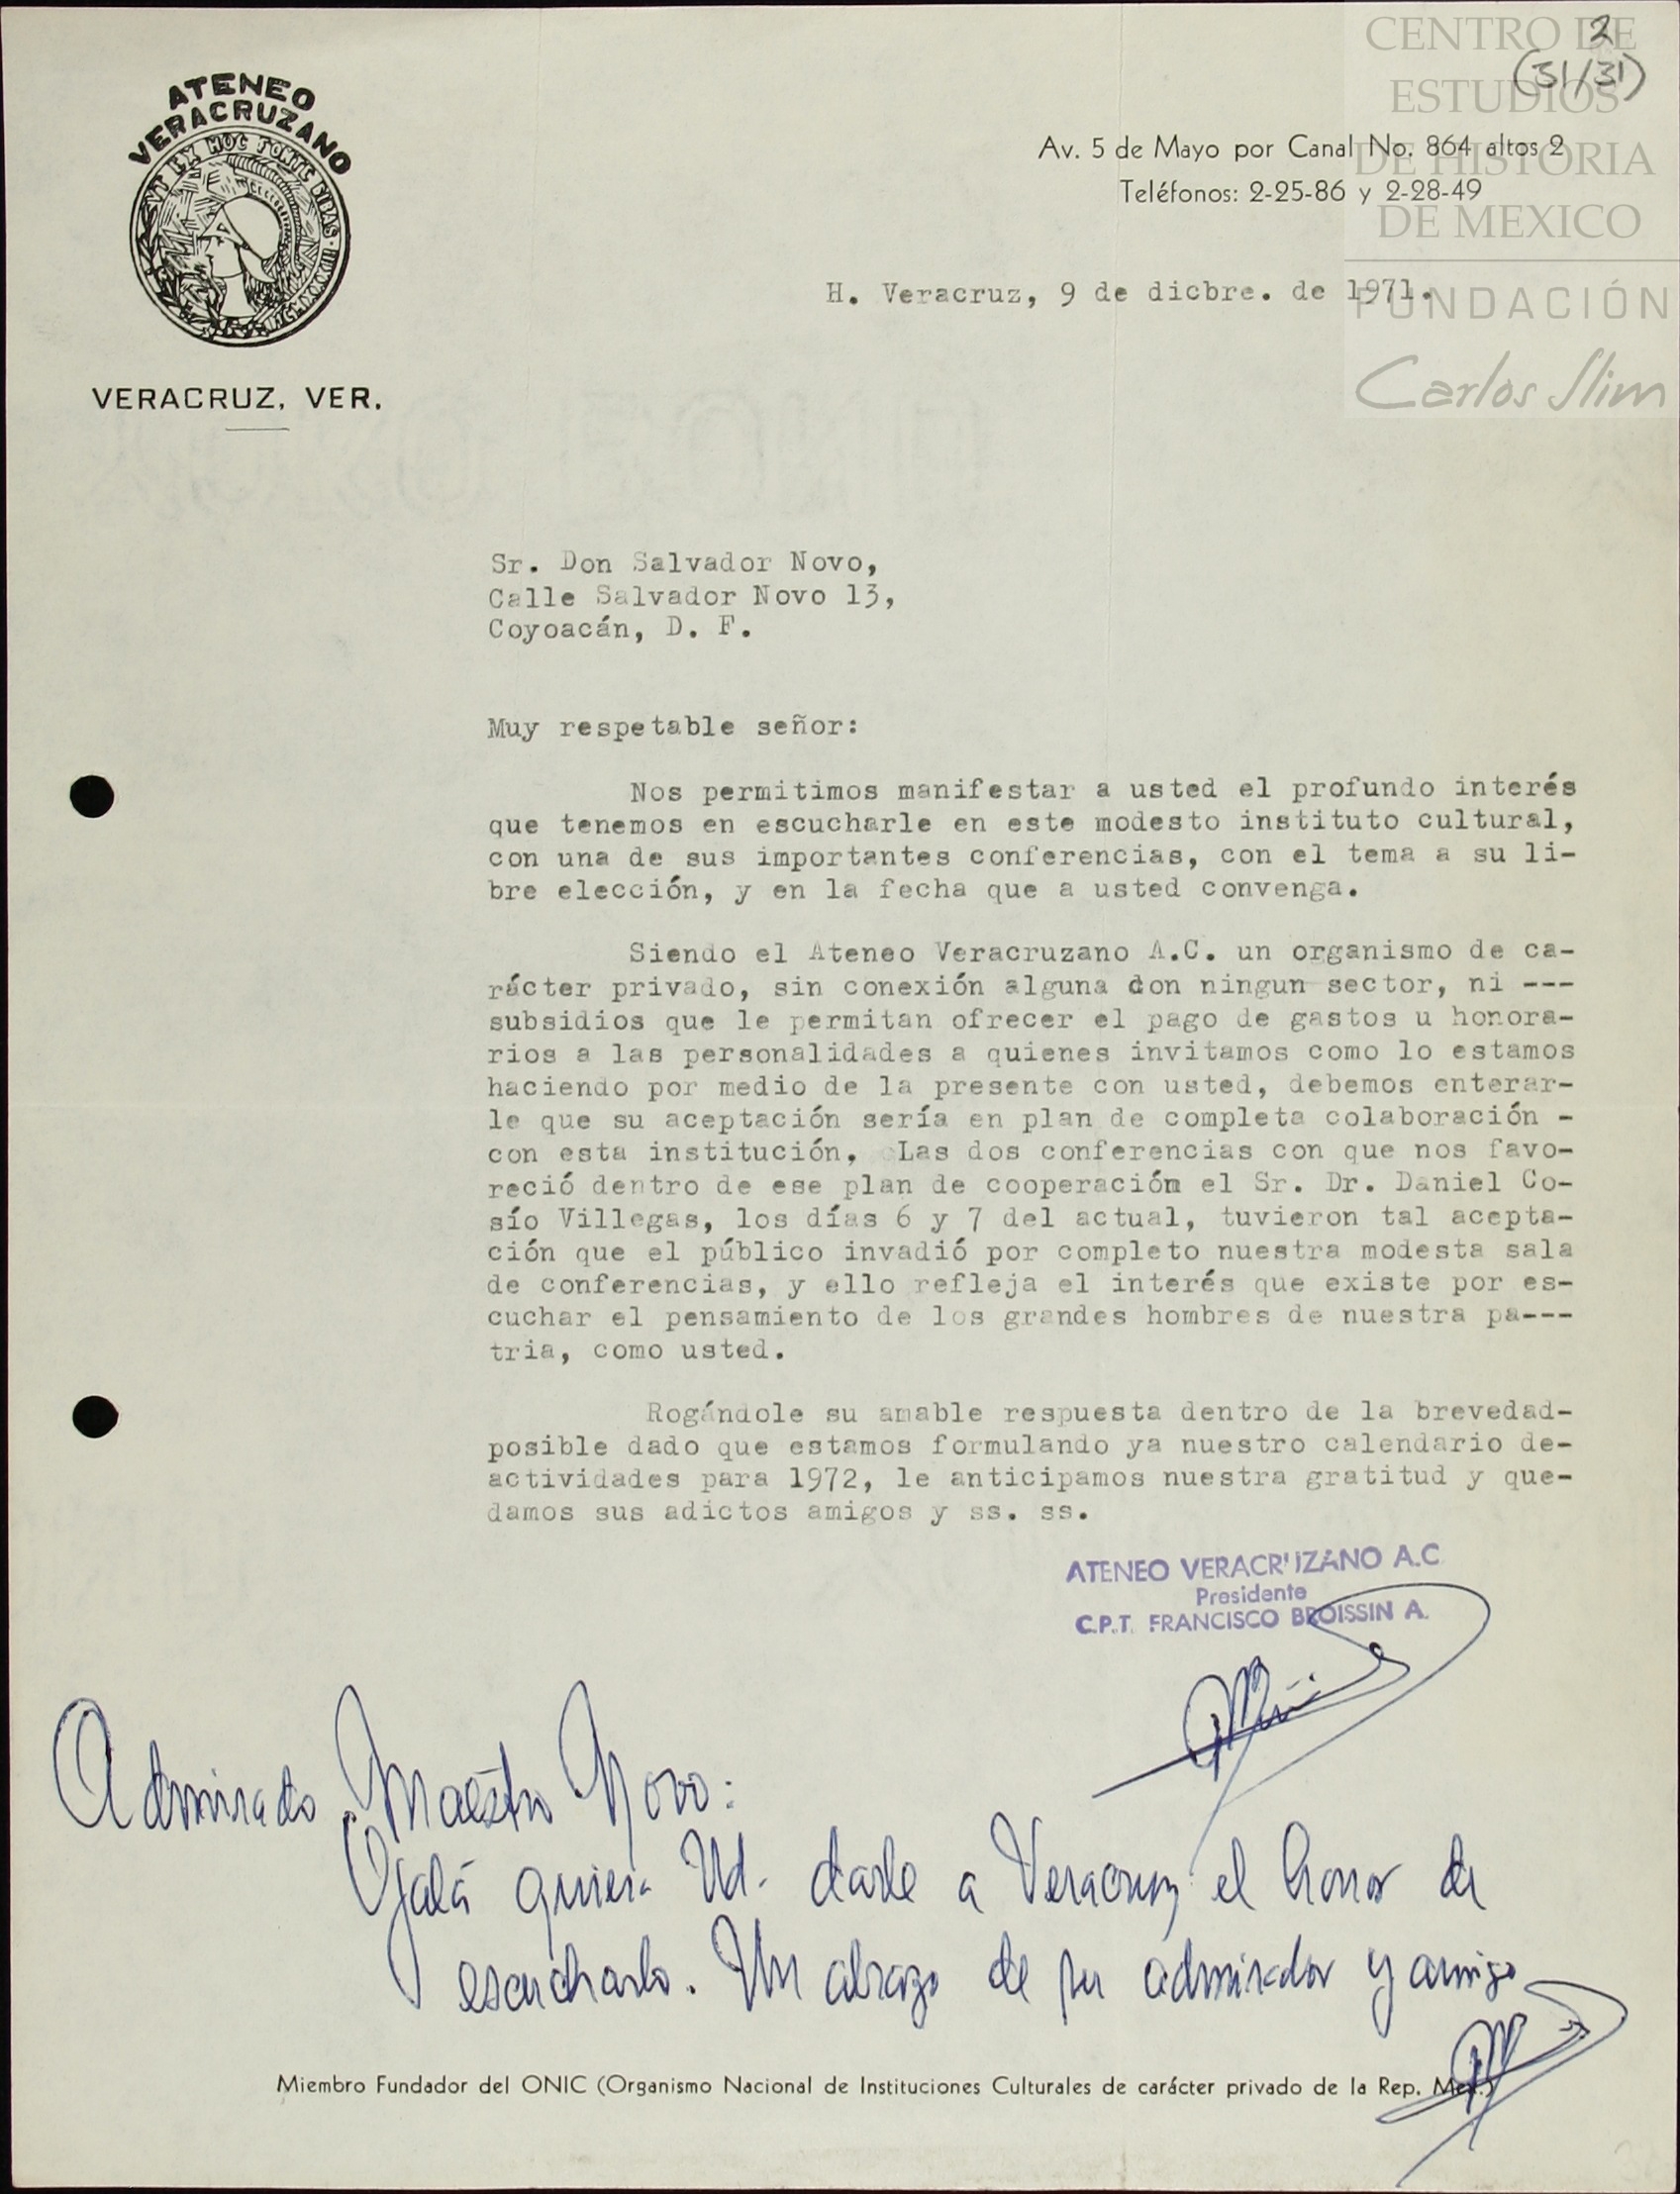 2
(31/31)
CENTRO DE
ESTUDIOS
DE HISTORIA
DE MEXICO
FUNDACIÓN
Carlos Slim
ATENEO
VERACRUZANO
VT EX HOC FONTE BIBAS
VERACRUZ, VER.
Av. 5 de Mayo por Canal No. 864 altos 2
Teléfonos: 2-25-86 y 2-28-49
H. Veracruz, 9 de dicbre. de 1971.
Sr. Don Salvador Novo,
Calle Salvador Novo 13,
Coyoacán, D. F.
Muy respetable señor:
Nos permitimos manifestar a usted el profundo interés
que tenemos en escucharle en este modesto instituto cultural,
con una de sus importantes conferencias, con el tema a su li-
bre elección, y en la fecha que a usted convenga.
Siendo el Ateneo Veracruzano A.C. un organismo de ca-
rácter privado, sin conexión alguna con ningun sector, ni ---
subsidios que le permitan ofrecer el pago de gastos u honora-
rios a las personalidades a quienes invitamos como lo estamos
haciendo por medio de la presente con usted, debemos enterar-
le que su aceptación sería en plan de completa colaboración -
con esta institución. Las dos conferencias con que nos favo-
reció dentro de ese plan de cooperación el Sr. Dr. Daniel Co-
sío Villegas, los días 6 y 7 del actual, tuvieron tal acepta-
ción que el público invadió por completo nuestra modesta sala
de conferencias, y ello refleja el interés que existe por es-
cuchar el pensamiento de los grandes hombres de nuestra pa---
tria, como usted.
Rogándole su amable respuesta dentro de la brevedad-
posible dado que estamos formulando ya nuestro calendario de-
actividades para 1972, le anticipamos nuestra gratitud y que-
damos sus adictos amigos y ss. ss.
ATENEO VERACRUZANO A.C
Presidente
C.P.T. FRANCISCO BROISSIN A.
Admirado Maestro Novo:
Ojalá quiera Ud. darle a Veracruz el honor de
escucharlo. Un abrazo de su admirador y amigo
Miembro Fundador del ONIC (Organismo Nacional de Instituciones Culturales de carácter privado de la Rep. Mex.)